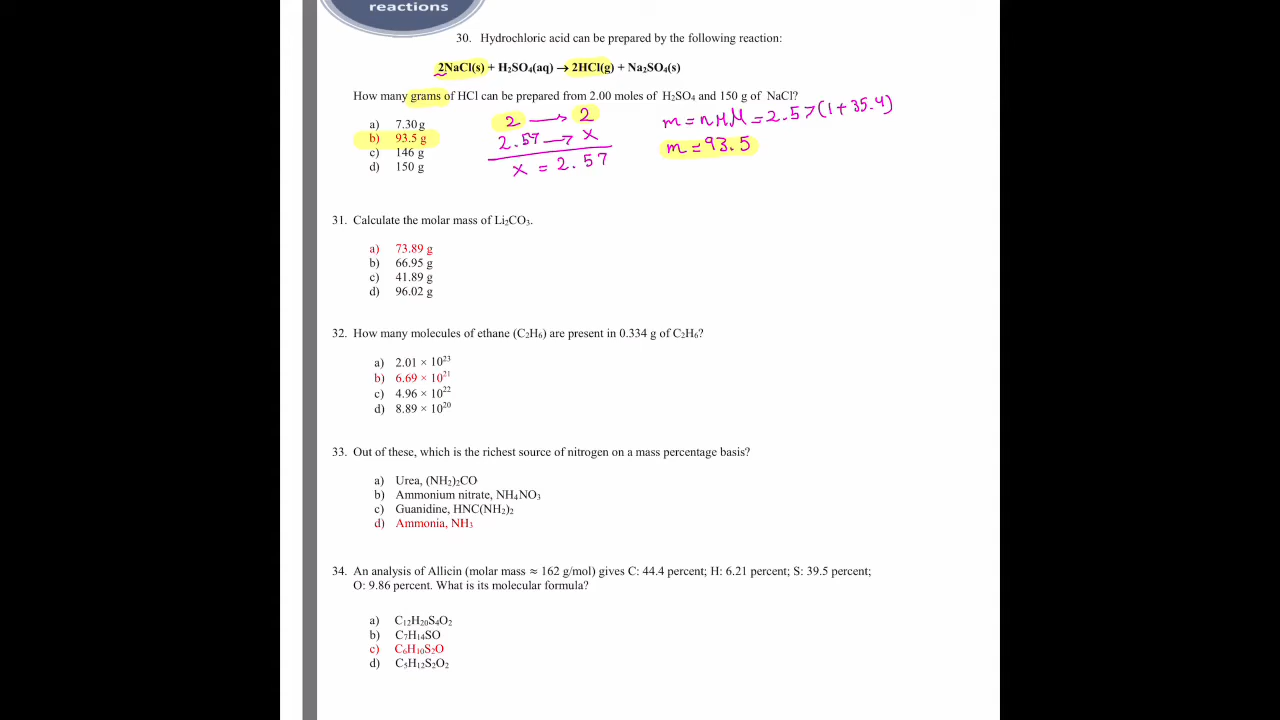 reactions
30. Hydrochloric acid can be prepared by the following reaction:
2NaCl(s) + H₂SO₄(aq) → 2HCl(g) + Na₂SO₄(s)
How many grams of HCl can be prepared from 2.00 moles of H₂SO₄ and 150 g of NaCl?
a) 7.30 g
b) 93.5 g
c) 146 g
d) 150 g
2 → 2
2.57 → x
x = 2.57
m = n M = 2.57(1 + 35.4)
m = 93.5
31. Calculate the molar mass of Li₂CO₃.
a) 73.89 g
b) 66.95 g
c) 41.89 g
d) 96.02 g
32. How many molecules of ethane (C₂H₆) are present in 0.334 g of C₂H₆?
a) 2.01 × 10²³
b) 6.69 × 10²¹
c) 4.96 × 10²²
d) 8.89 × 10²⁰
33. Out of these, which is the richest source of nitrogen on a mass percentage basis?
a) Urea, (NH₂)₂CO
b) Ammonium nitrate, NH₄NO₃
c) Guanidine, HNC(NH₂)₂
d) Ammonia, NH₃
34. An analysis of Allicin (molar mass ≈ 162 g/mol) gives C: 44.4 percent; H: 6.21 percent; S: 39.5 percent;
O: 9.86 percent. What is its molecular formula?
a) C₁₂H₂₀S₄O₂
b) C₇H₁₄SO
c) C₆H₁₀S₂O
d) C₅H₁₂S₂O₂